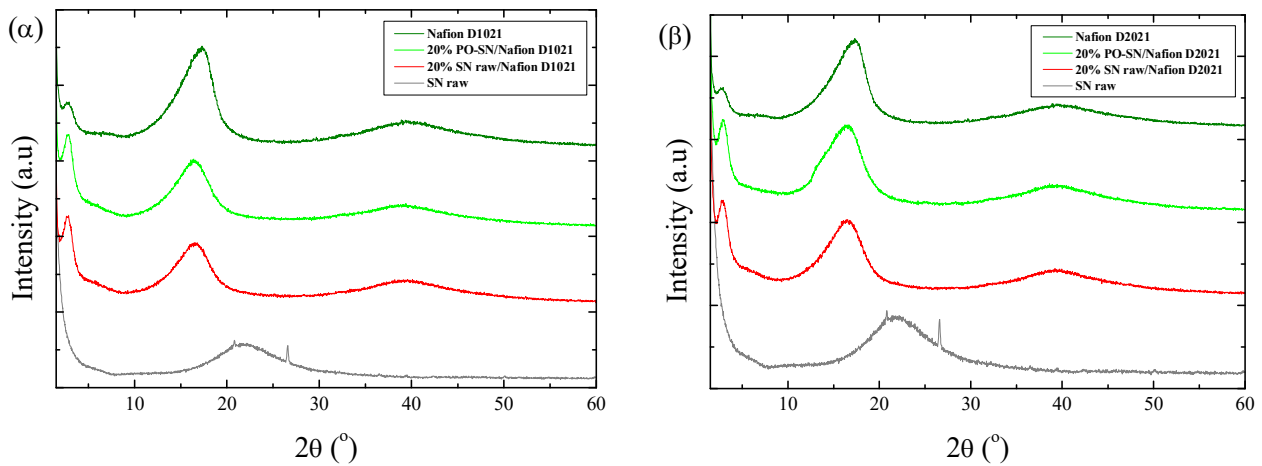 (α)
Nafion D1021
20% PO-SN/Nafion D1021
20% SN raw/Nafion D1021
SN raw
Intensity (a.u)
10 20 30 40 50 60
2θ (°)
(β)
Nafion D2021
20% PO-SN/Nafion D2021
20% SN raw/Nafion D2021
SN raw
Intensity (a.u)
10 20 30 40 50 60
2θ (°)